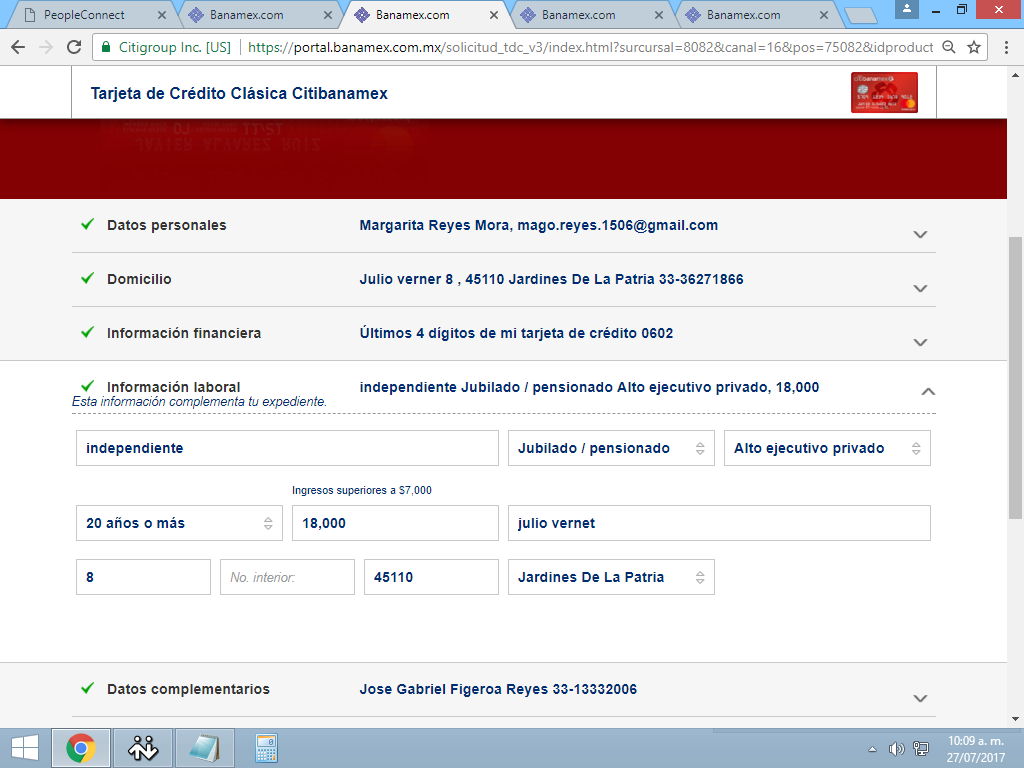 PeopleConnect
Banamex.com
Banamex.com
Banamex.com
Banamex.com
Citigroup Inc. [US]
https://portal.banamex.com.mx/solicitud_tdc_v3/index.html?surcursal=8082&canal=16&pos=75082&idproduct
Tarjeta de Crédito Clásica Citibanamex
Datos personales Margarita Reyes Mora, mago.reyes.1506@gmail.com
Domicilio Julio verner 8 , 45110 Jardines De La Patria 33-36271866
Información financiera Últimos 4 dígitos de mi tarjeta de crédito 0602
Información laboral independiente Jubilado / pensionado Alto ejecutivo privado, 18,000
Esta información complementa tu expediente.
independiente Jubilado / pensionado Alto ejecutivo privado
Ingresos superiores a $7,000
20 años o más 18,000 julio vernet
8 No. interior: 45110 Jardines De La Patria
Datos complementarios Jose Gabriel Figeroa Reyes 33-13332006
10:09 a. m.
27/07/2017